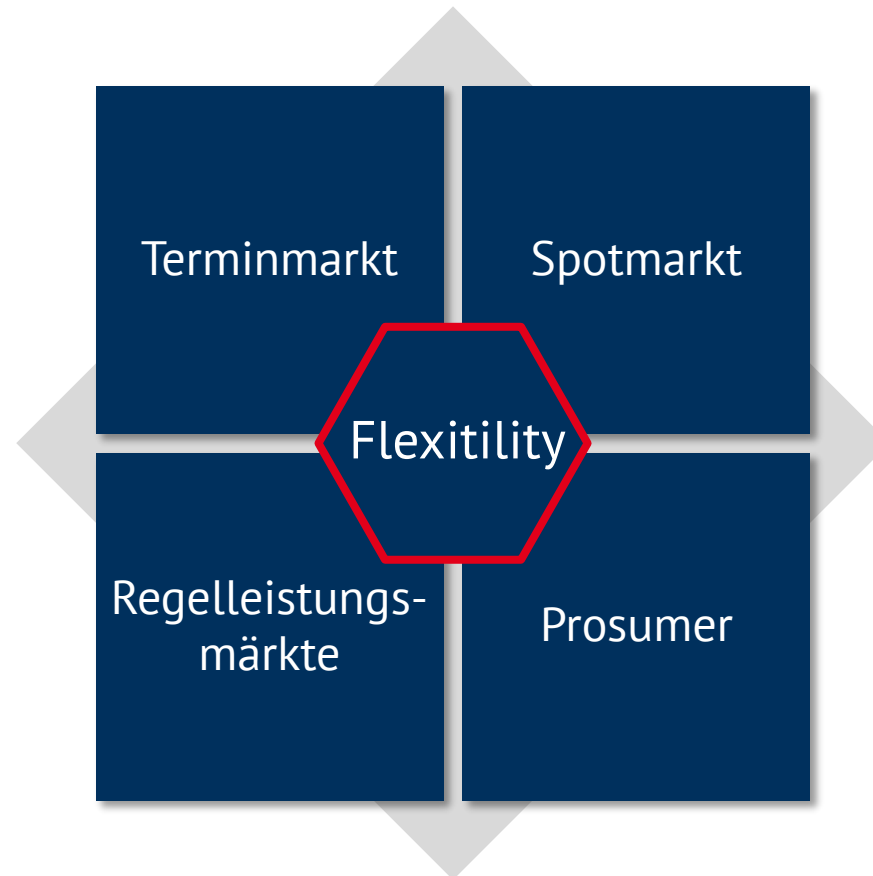 Terminmarkt
Spotmarkt
Flexitility
Regelleistungs-
märkte
Prosumer